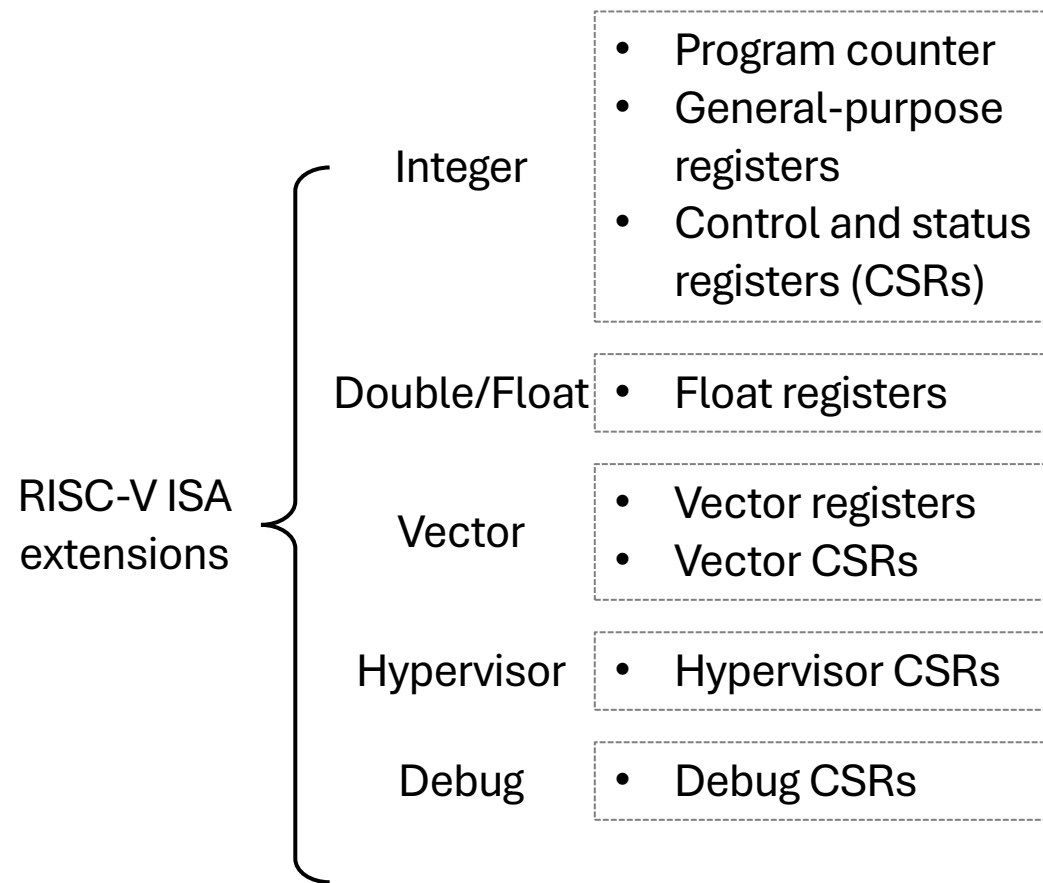 • Program counter
• General-purpose
registers
• Control and status
registers (CSRs)
Integer
Double/Float
• Float registers
RISC-V ISA
extensions
Vector
• Vector registers
• Vector CSRs
Hypervisor
• Hypervisor CSRs
Debug
• Debug CSRs